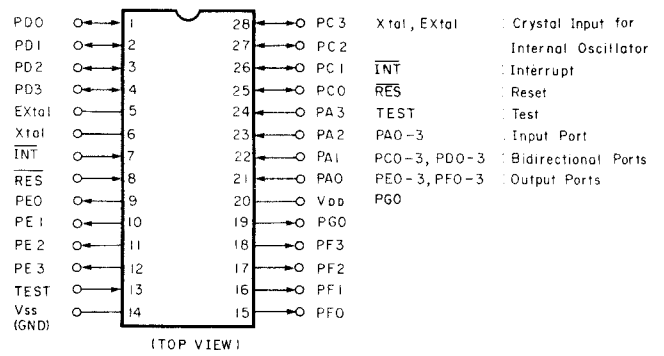 PD0 1 28 PC3 Xtal, EXtal : Crystal Input for
PD1 2 27 PC2 Internal Oscitlator
PD2 3 26 PC1 INT : Interrupt
PD3 4 25 PC0 RES : Reset
EXtal 5 24 PA3 TEST : Test
Xtal 6 23 PA2 PA0-3 : Input Port
INT 7 22 PA1 PC0-3, PD0-3 : Bidirectional Ports
RES 8 21 PA0 PE0-3, PF0-3 : Output Ports
PE0 9 20 VDD PG0
PE1 10 19 PG0
PE2 11 18 PF3
PE3 12 17 PF2
TEST 13 16 PF1
Vss 14 15 PF0
(GND)
(TOP VIEW)